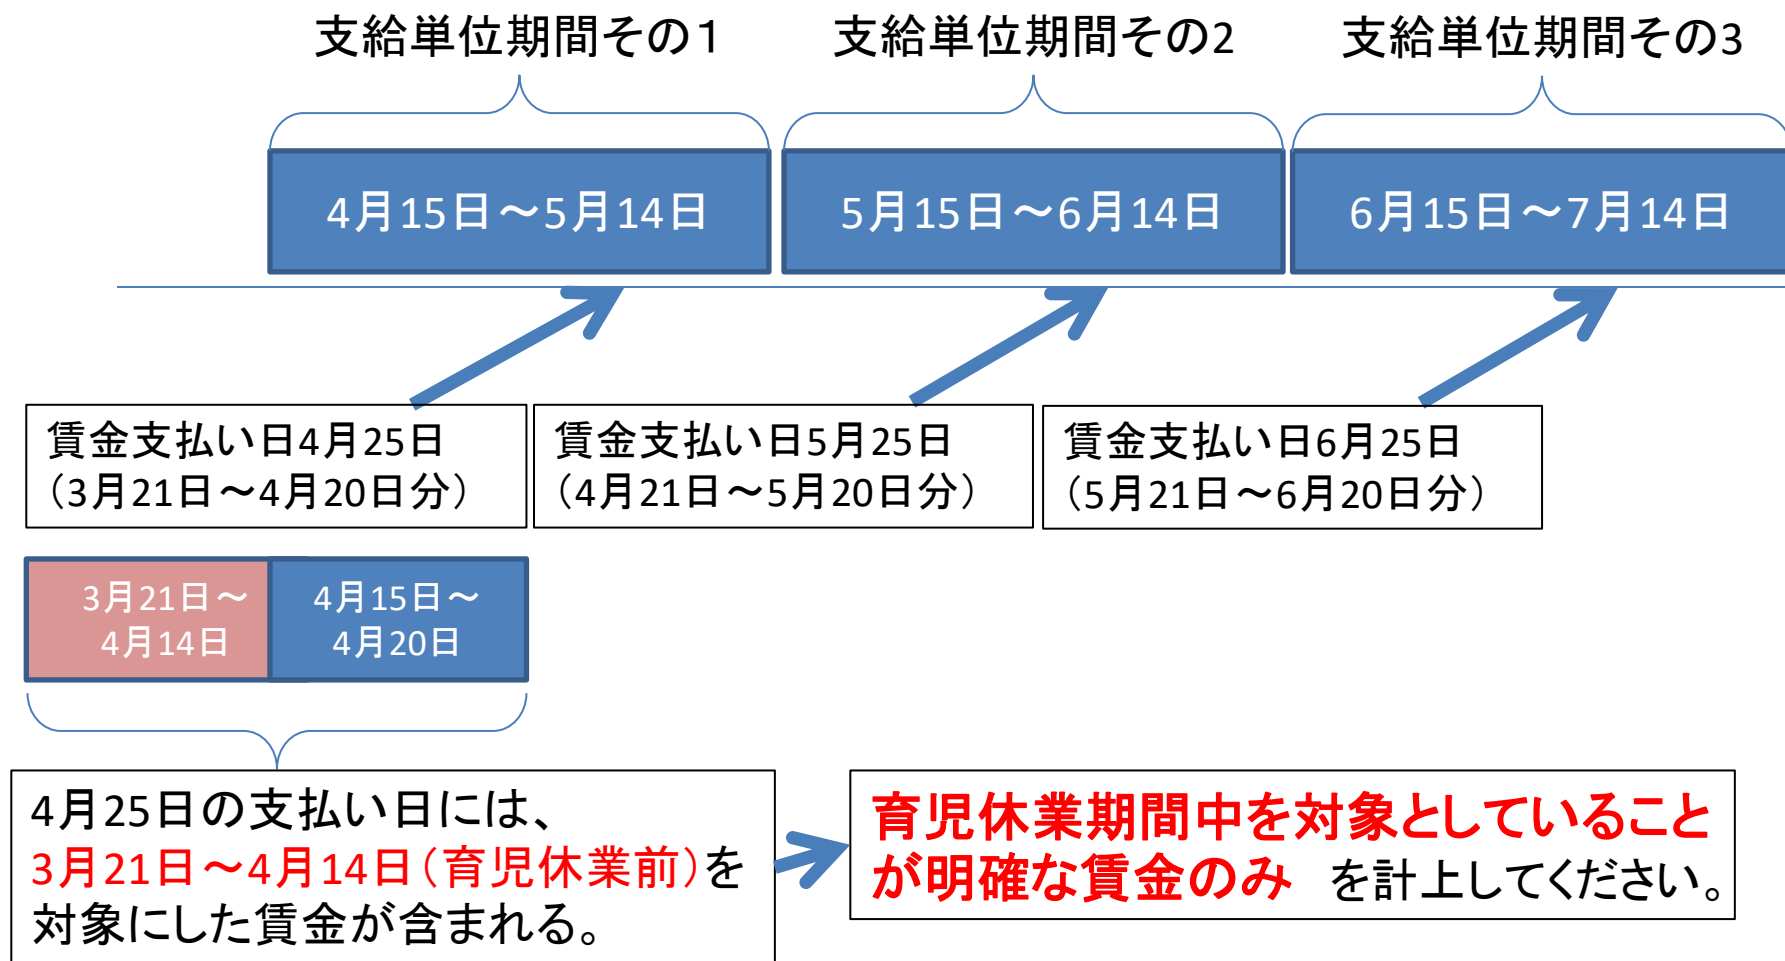 支給単位期間その１
支給単位期間その2
支給単位期間その3
4月15日～5月14日
5月15日～6月14日
6月15日～7月14日
賃金支払い日4月25日
（3月21日～4月20日分）
賃金支払い日5月25日
（4月21日～5月20日分）
賃金支払い日6月25日
（5月21日～6月20日分）
3月21日～
4月14日
4月15日～
4月20日
4月25日の支払い日には、
3月21日～4月14日（育児休業前）を
対象にした賃金が含まれる。
育児休業期間中を対象としていること
が明確な賃金のみ　を計上してください。